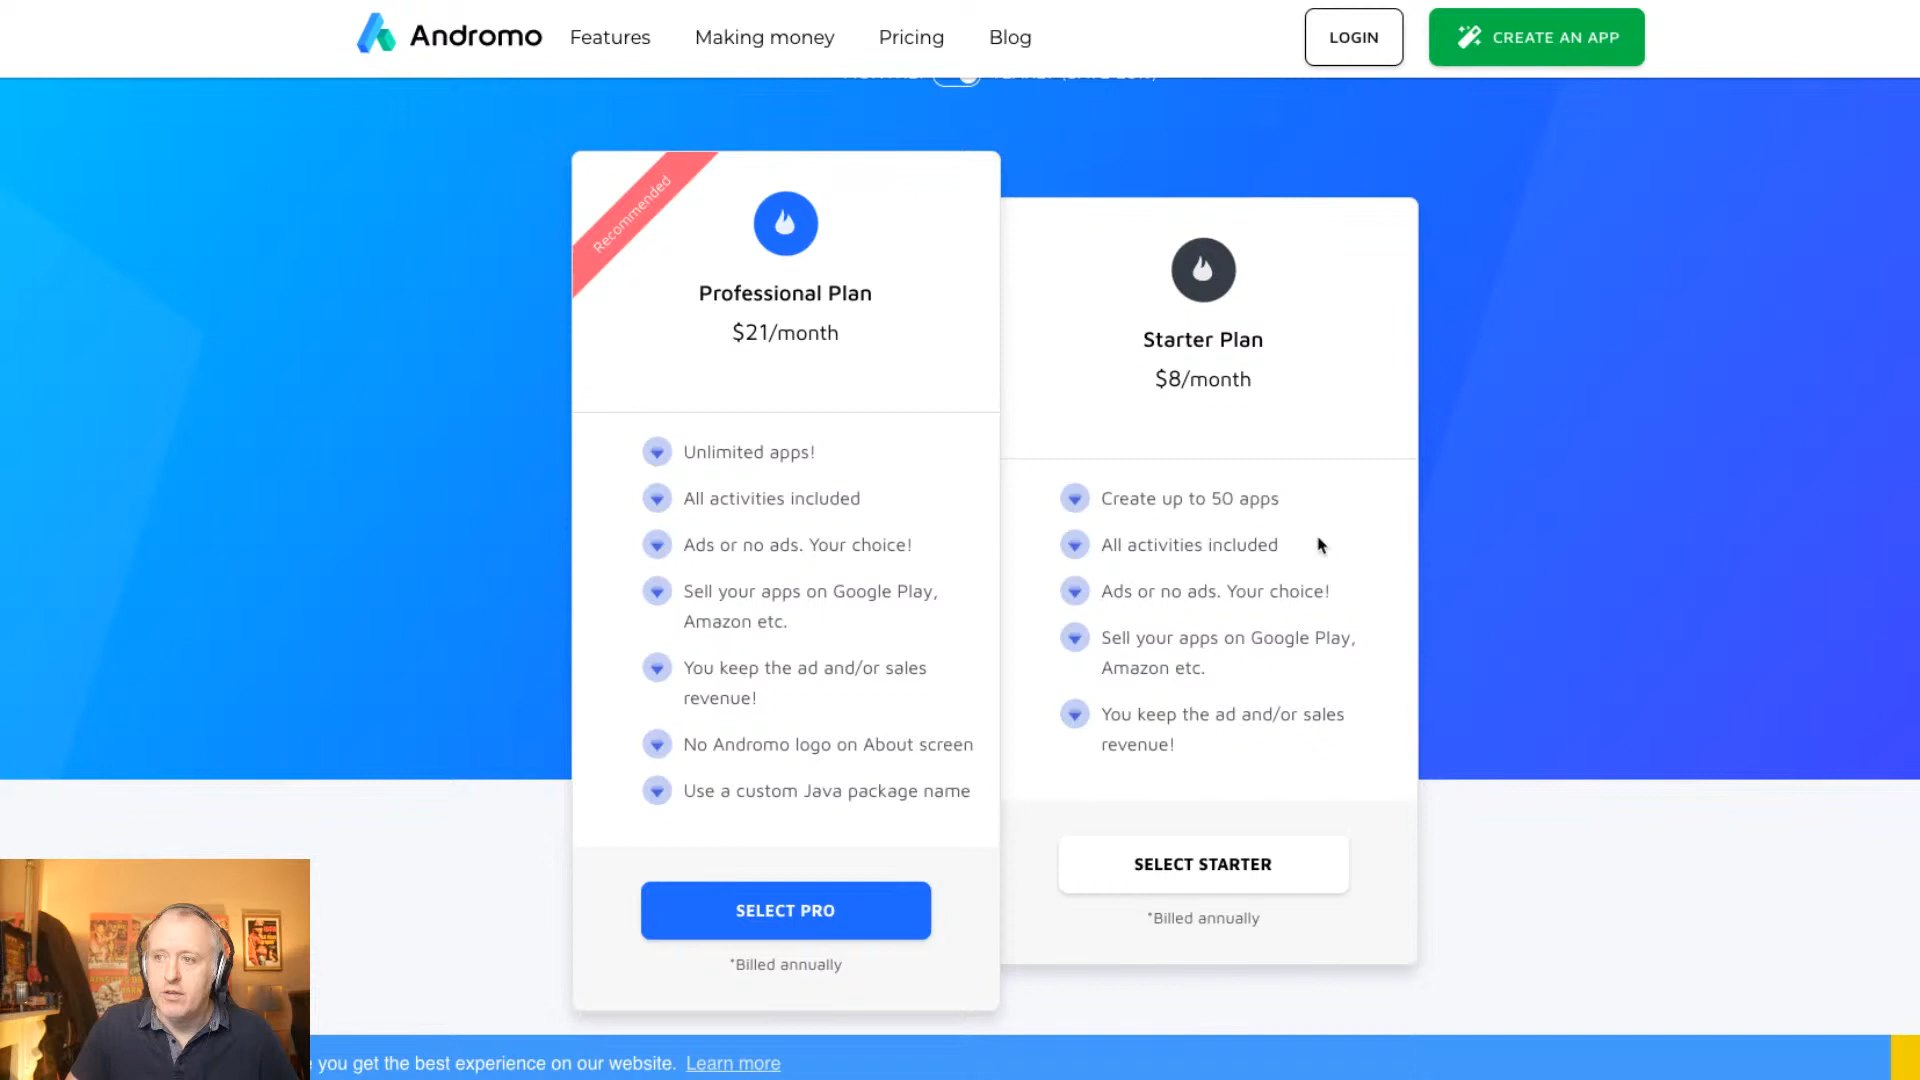 Andromo
Features
Making money
Pricing
Blog
LOGIN
CREATE AN APP
Recommended
Professional Plan
$21/month
Unlimited apps!
All activities included
Ads or no ads. Your choice!
Sell your apps on Google Play,
Amazon etc.
You keep the ad and/or sales
revenue!
No Andromo logo on About screen
Use a custom Java package name
SELECT PRO
*Billed annually
Starter Plan
$8/month
Create up to 50 apps
All activities included
Ads or no ads. Your choice!
Sell your apps on Google Play,
Amazon etc.
You keep the ad and/or sales
revenue!
SELECT STARTER
*Billed annually
you get the best experience on our website. Learn more